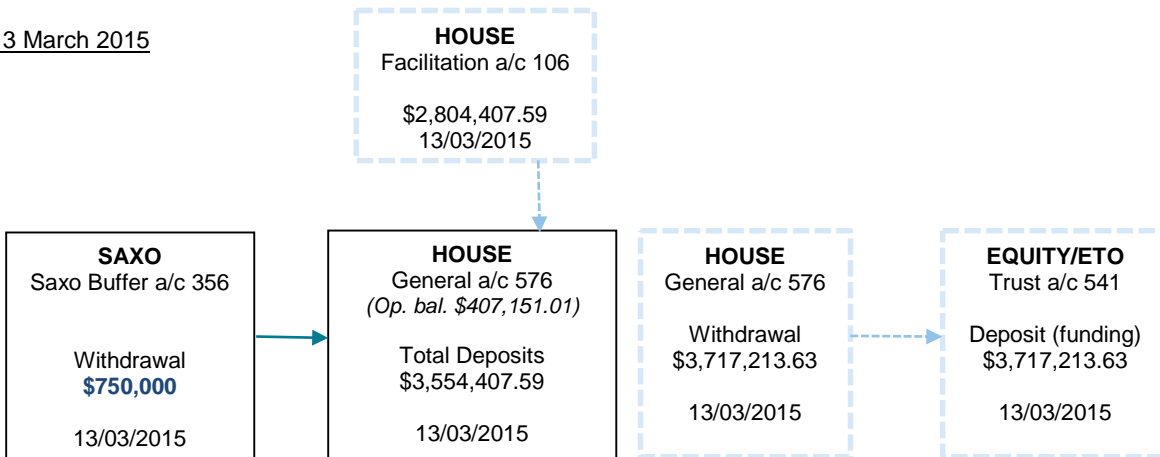 3 March 2015
HOUSE
Facilitation a/c 106
$2,804,407.59
13/03/2015
SAXO
Saxo Buffer a/c 356
Withdrawal
$750,000
13/03/2015
HOUSE
General a/c 576
(Op. bal. $407,151.01)
Total Deposits
$3,554,407.59
13/03/2015
HOUSE
General a/c 576
Withdrawal
$3,717,213.63
13/03/2015
EQUITY/ETO
Trust a/c 541
Deposit (funding)
$3,717,213.63
13/03/2015